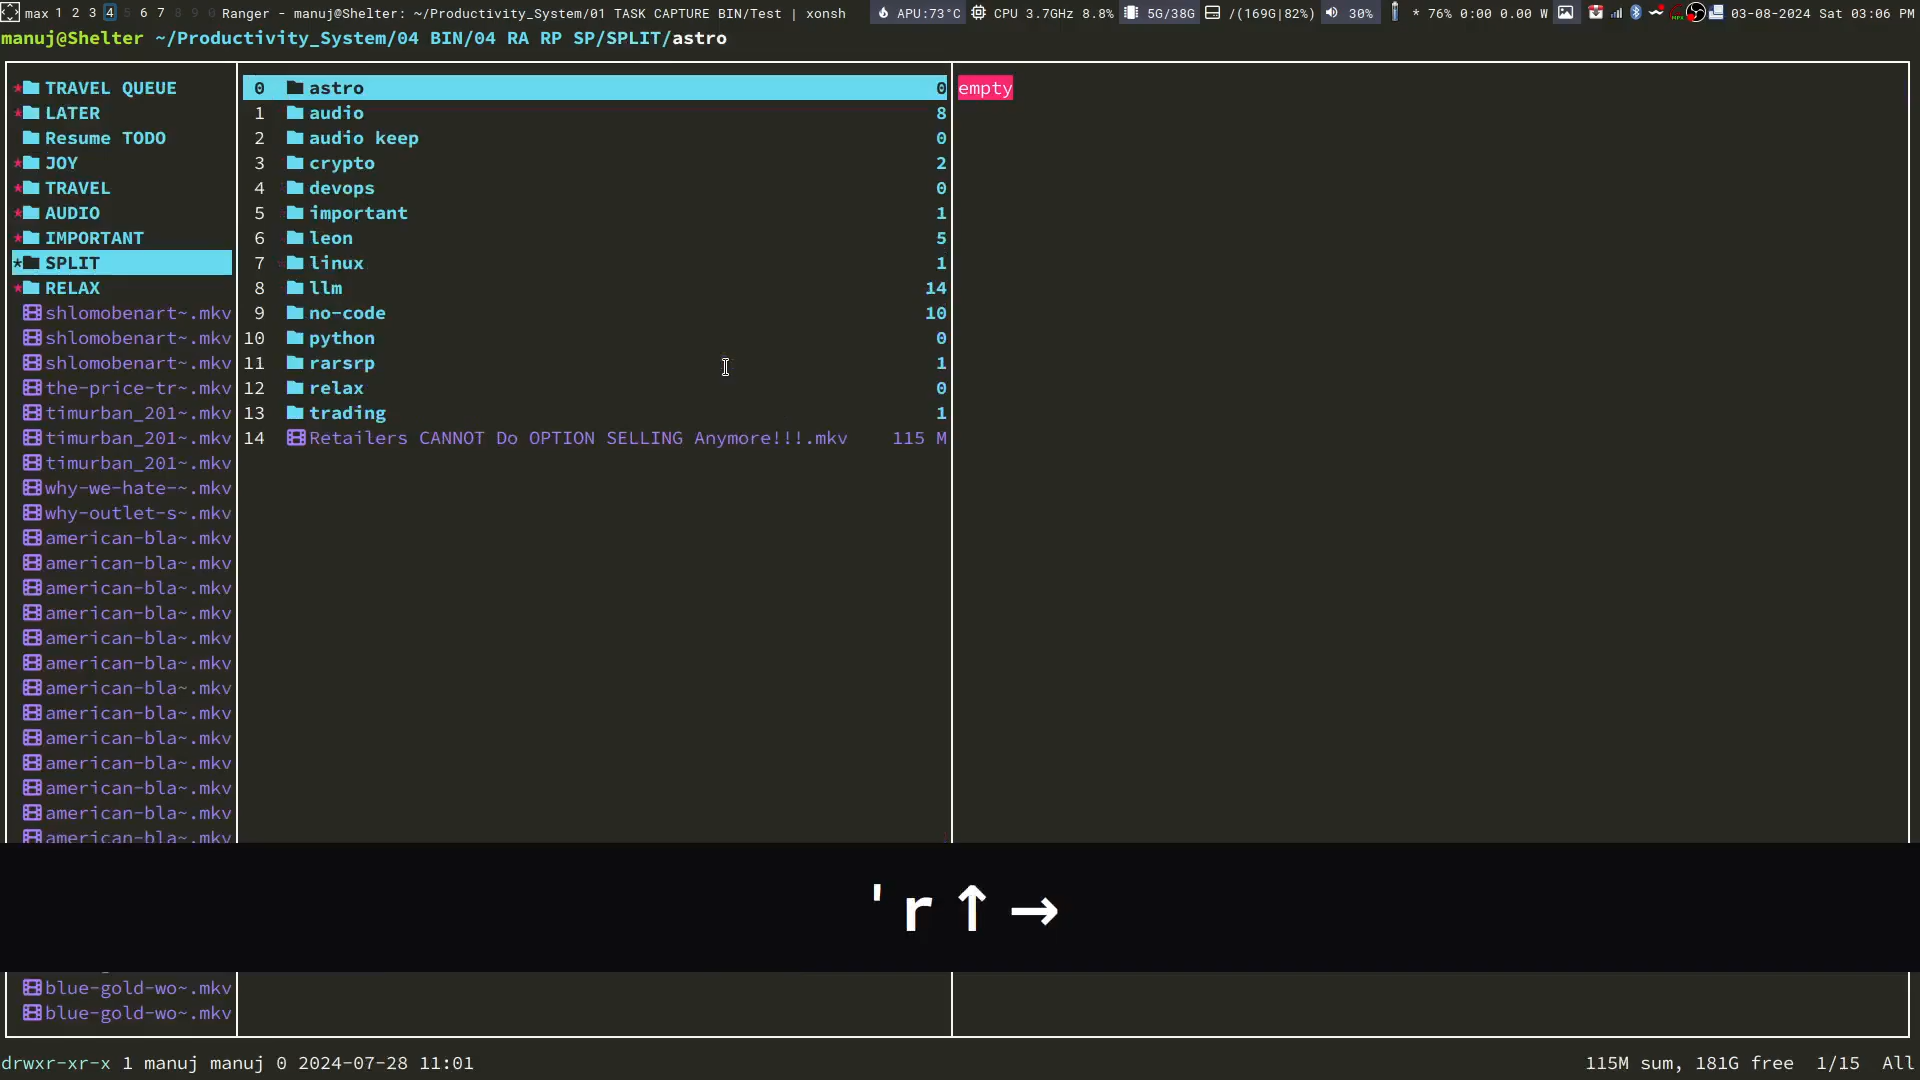 max 1 2 3 4 5 6 7 8 9 0 Ranger - manuj@Shelter: ~/Productivity_System/01 TASK CAPTURE BIN/Test | xonsh APU:73°C CPU 3.7GHz 8.8% 5G/38G /(169G|82%) 30% * 76% 0:00 0.00 W 03-08-2024 Sat 03:06 PM
manuj@Shelter ~/Productivity_System/04 BIN/04 RA RP SP/SPLIT/astro
*TRAVEL QUEUE
*LATER
Resume TODO
*JOY
*TRAVEL
*AUDIO
*IMPORTANT
*SPLIT
*RELAX
shlomobenart~.mkv
shlomobenart~.mkv
shlomobenart~.mkv
the-price-tr~.mkv
timurban_201~.mkv
timurban_201~.mkv
timurban_201~.mkv
why-we-hate-~.mkv
why-outlet-s~.mkv
american-bla~.mkv
american-bla~.mkv
american-bla~.mkv
american-bla~.mkv
american-bla~.mkv
american-bla~.mkv
american-bla~.mkv
american-bla~.mkv
american-bla~.mkv
american-bla~.mkv
american-bla~.mkv
american-bla~.mkv
american-bla~.mkv
blue-gold-wo~.mkv
blue-gold-wo~.mkv
0 astro 0
1 audio 8
2 audio keep 0
3 crypto 2
4 devops 0
5 important 1
6 leon 5
7 linux 1
8 llm 14
9 no-code 10
10 python 0
11 rarsrp 1
12 relax 0
13 trading 1
14 Retailers CANNOT Do OPTION SELLING Anymore!!!.mkv 115 M
empty
' r ↑ →
drwxr-xr-x 1 manuj manuj 0 2024-07-28 11:01 115M sum, 181G free 1/15 All